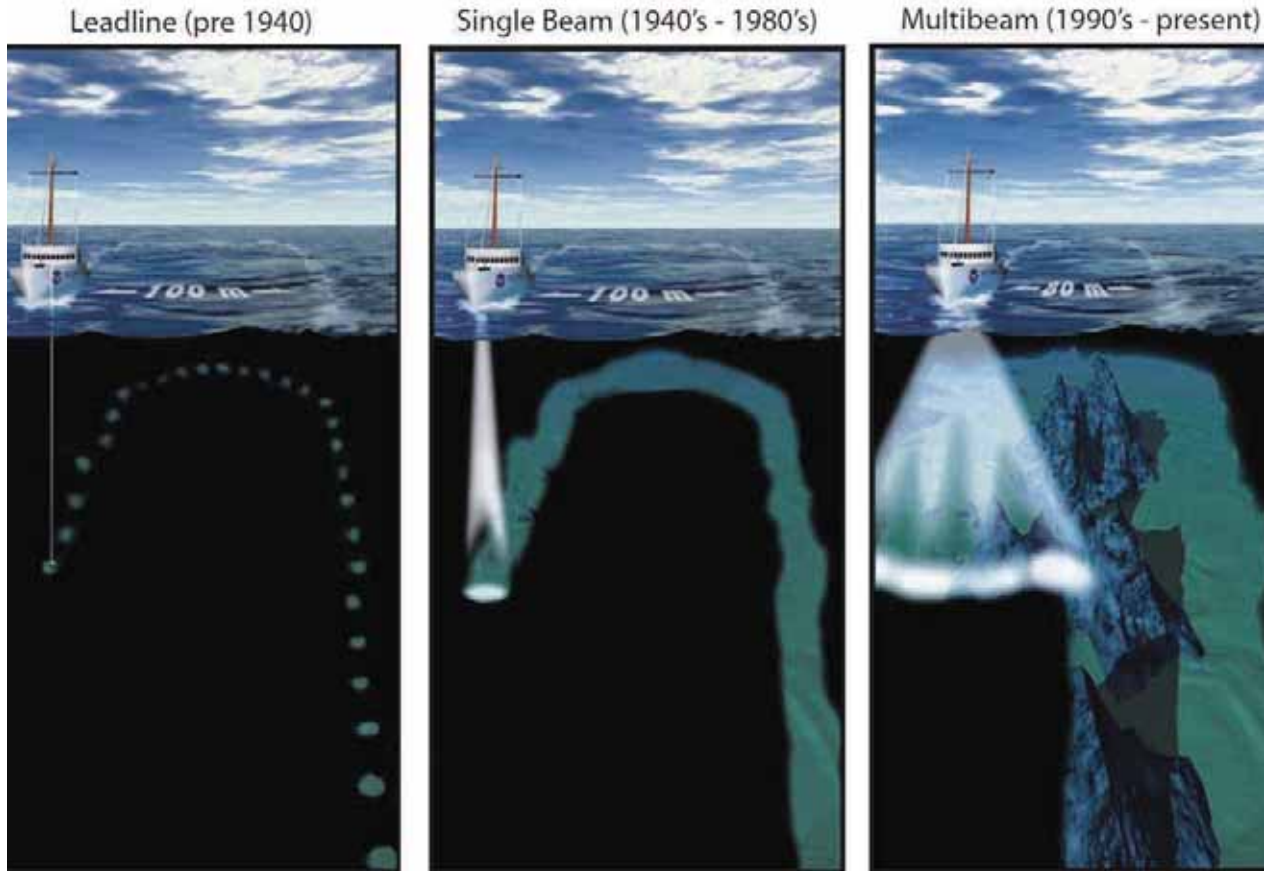 Leadline (pre 1940)
Single Beam (1940's - 1980's)
Multibeam (1990's - present)
100 m
100 m
50 m